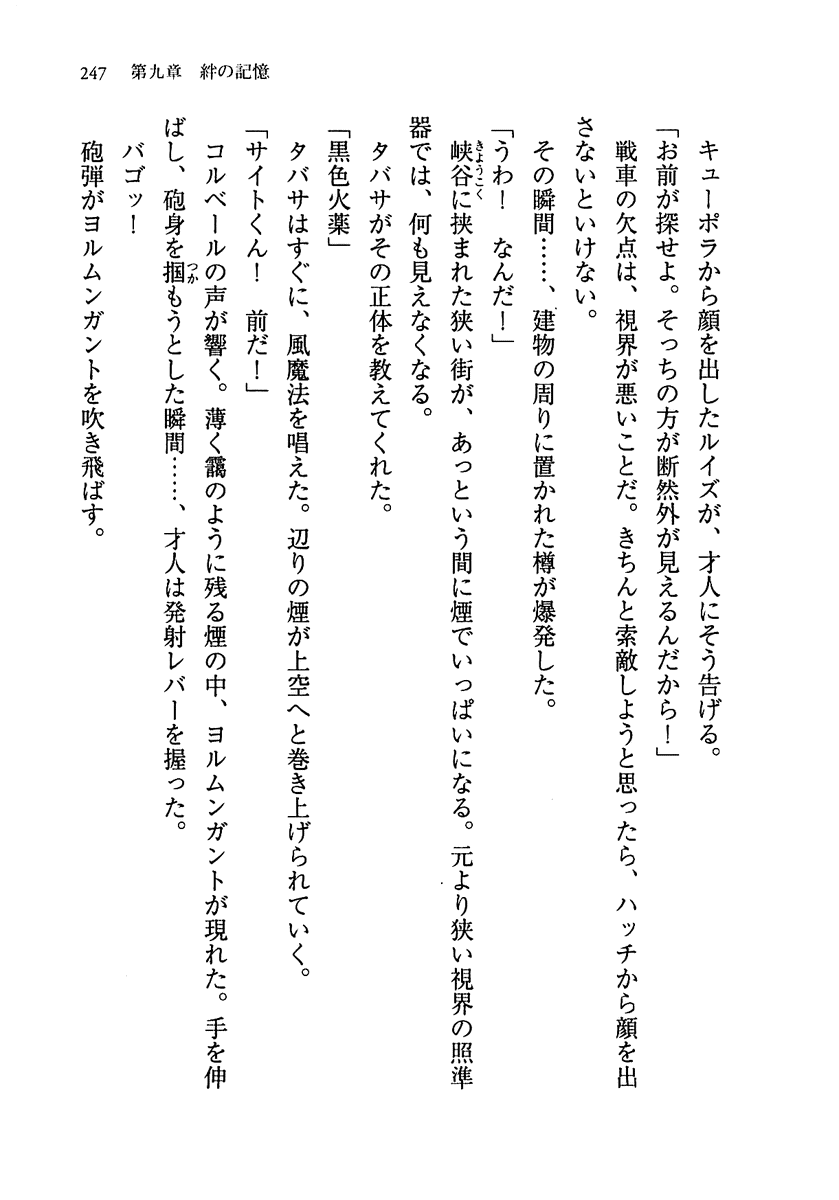 247　第九章　絆の記憶
　キューポラから顔を出したルイズが、才人にそう告げる。
「お前が探せよ。そっちの方が断然外が見えるんだから！」
　戦車の欠点は、視界が悪いことだ。きちんと索敵しようと思ったら、ハッチから顔を出
さないといけない。
　その瞬間……、建物の周りに置かれた樽が爆発した。
「うわ！　なんだ！」
　峡谷に挟まれた狭い街が、あっという間に煙でいっぱいになる。元より狭い視界の照準
きょうこく
器では、何も見えなくなる。
　タバサがその正体を教えてくれた。
「黒色火薬」
　タバサはすぐに、風魔法を唱えた。辺りの煙が上空へと巻き上げられていく。
「サイトくん！　前だ！」
　コルベールの声が響く。薄く靄のように残る煙の中、ヨルムンガントが現れた。手を伸
ばし、砲身を掴もうとした瞬間……、才人は発射レバーを握った。
つか
　バゴッ！
　砲弾がヨルムンガントを吹き飛ばす。